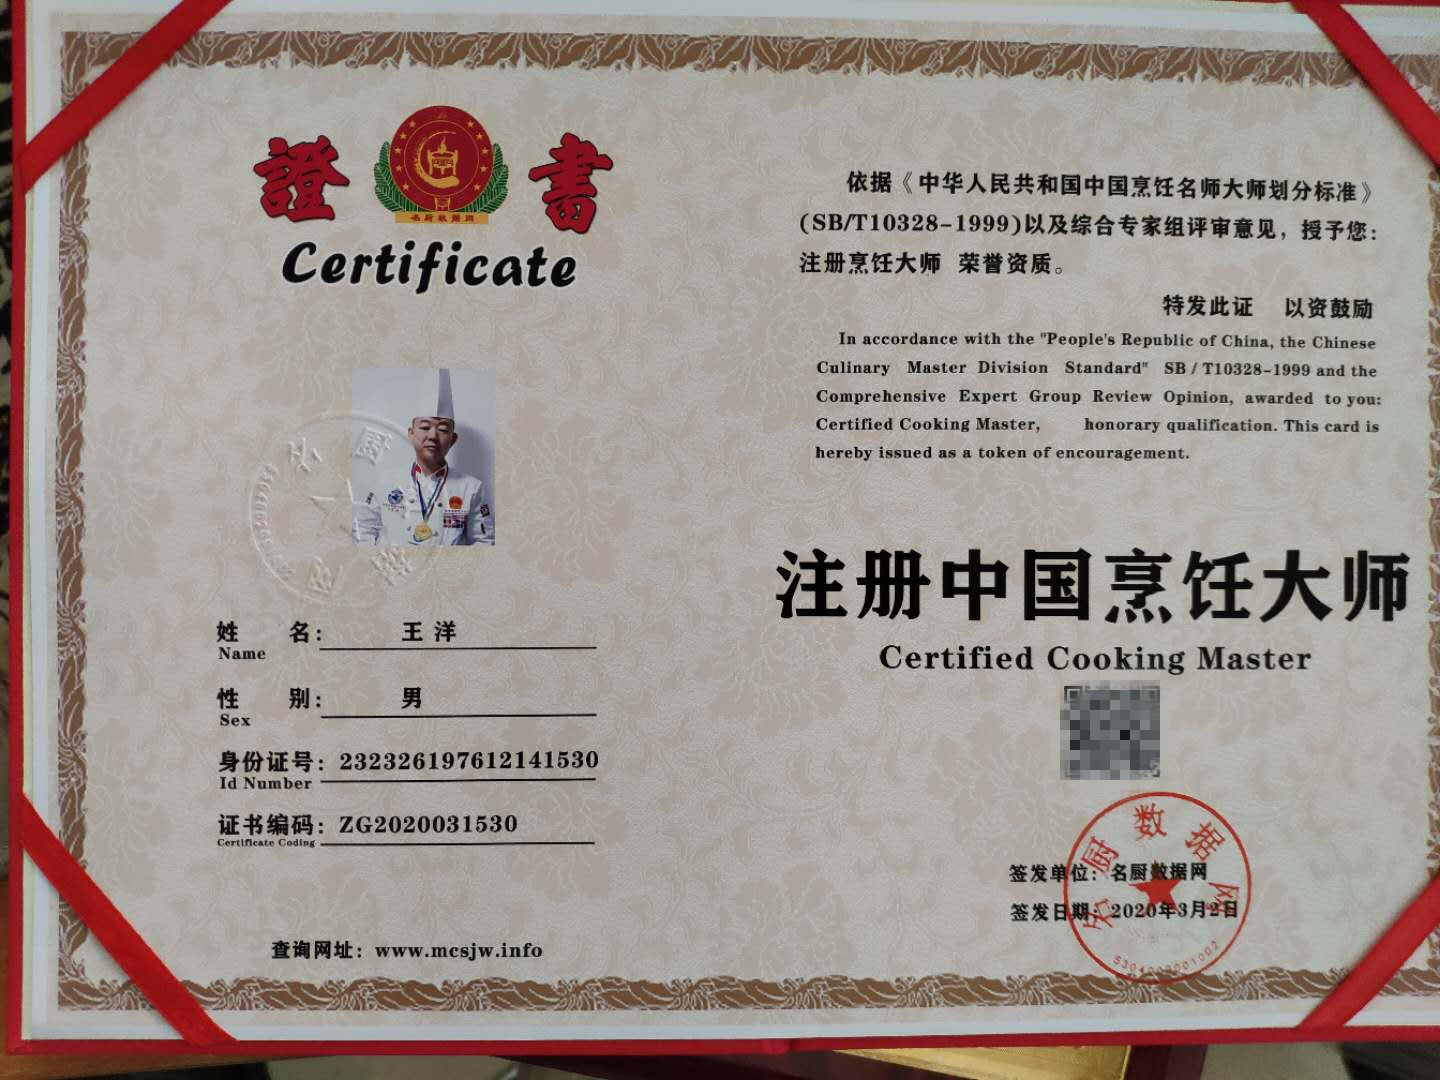 證 書
名厨数据网
Certificate
名厨
姓 名： 王 洋
Name
性 别： 男
Sex
身份证号：232326197612141530
Id Number
证书编码：ZG2020031530
Certificate Coding
查询网址：www.mcsjw.info
依据《中华人民共和国中国烹饪名师大师划分标准》
(SB/T10328-1999)以及综合专家组评审意见，授予您：
注册烹饪大师 荣誉资质。
特发此证 以资鼓励
In accordance with the "People's Republic of China, the Chinese
Culinary Master Division Standard" SB / T10328-1999 and the
Comprehensive Expert Group Review Opinion, awarded to you:
Certified Cooking Master, honorary qualification. This card is
hereby issued as a token of encouragement.
注册中国烹饪大师
Certified Cooking Master
签发单位：名厨数据网
签发日期：2020年3月2日
名厨数据网